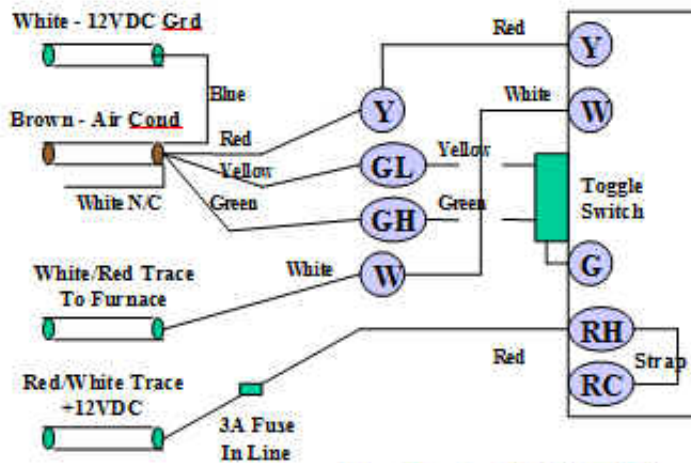 White - 12VDC Grd
Red
Y
Blue
White
Brown - Air Cond
Red
Y
W
Yellow
GL
Yellow
Toggle
Switch
White N/C
Green
GH
Green
White/Red Trace
To Furnace
White
W
G
RH
Red
Strap
Red/White Trace
+12VDC
RC
3A Fuse
In Line